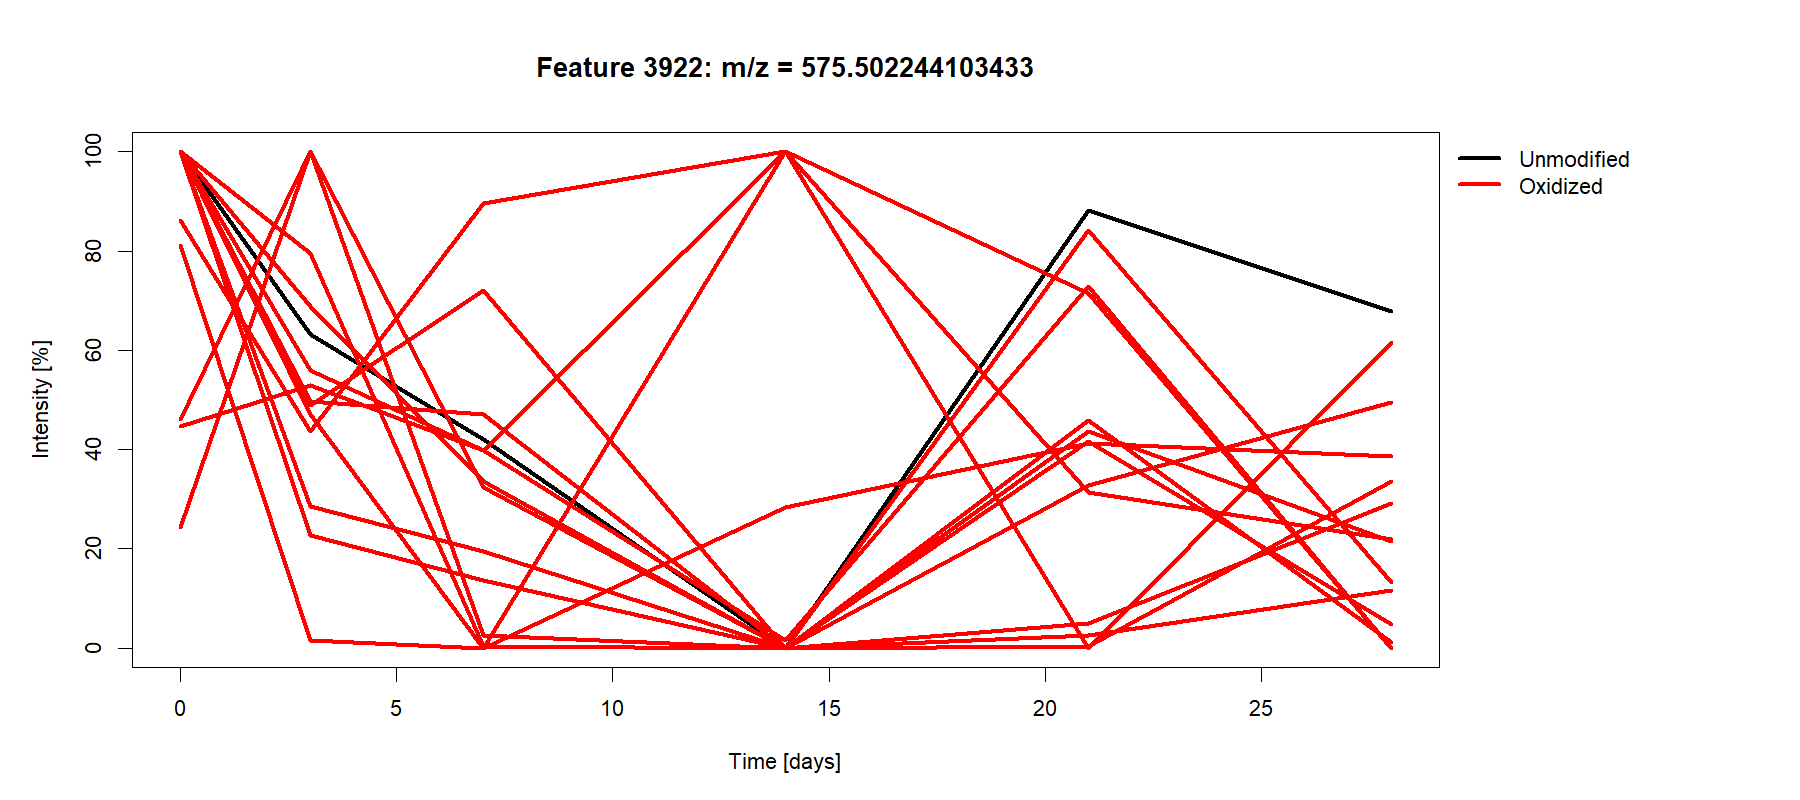 Feature 3922: m/z = 575.502244103433
Unmodified
Oxidized
Intensity [%]
100
80
60
40
20
0
0 5 10 15 20 25
Time [days]